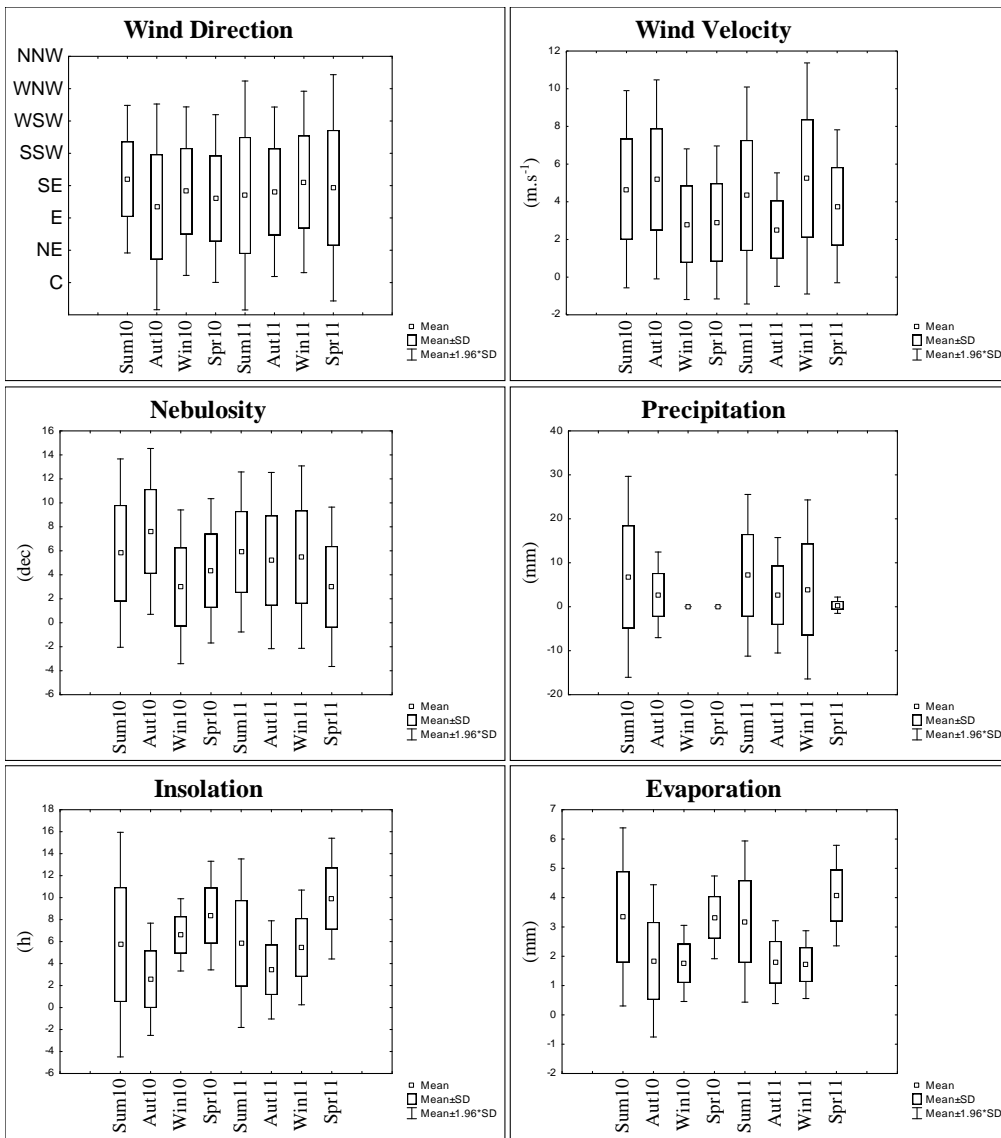 Wind Direction
NNW
WNW
WSW
SSW
SE
E
NE
C
Sum10
Aut10
Win10
Spr10
Sum11
Aut11
Win11
Spr11
Mean
Mean±SD
Mean±1.96*SD
Wind Velocity
(m.s⁻¹)
12
10
8
6
4
2
0
-2
Sum10
Aut10
Win10
Spr10
Sum11
Aut11
Win11
Spr11
Mean
Mean±SD
Mean±1.96*SD
Nebulosity
(dec)
16
14
12
10
8
6
4
2
0
-2
-4
-6
Sum10
Aut10
Win10
Spr10
Sum11
Aut11
Win11
Spr11
Mean
Mean±SD
Mean±1.96*SD
Precipitation
(mm)
40
30
20
10
0
-10
-20
Sum10
Aut10
Win10
Spr10
Sum11
Aut11
Win11
Spr11
Mean
Mean±SD
Mean±1.96*SD
Insolation
(h)
18
16
14
12
10
8
6
4
2
0
-2
-4
-6
Sum10
Aut10
Win10
Spr10
Sum11
Aut11
Win11
Spr11
Mean
Mean±SD
Mean±1.96*SD
Evaporation
(mm)
7
6
5
4
3
2
1
0
-1
-2
Sum10
Aut10
Win10
Spr10
Sum11
Aut11
Win11
Spr11
Mean
Mean±SD
Mean±1.96*SD